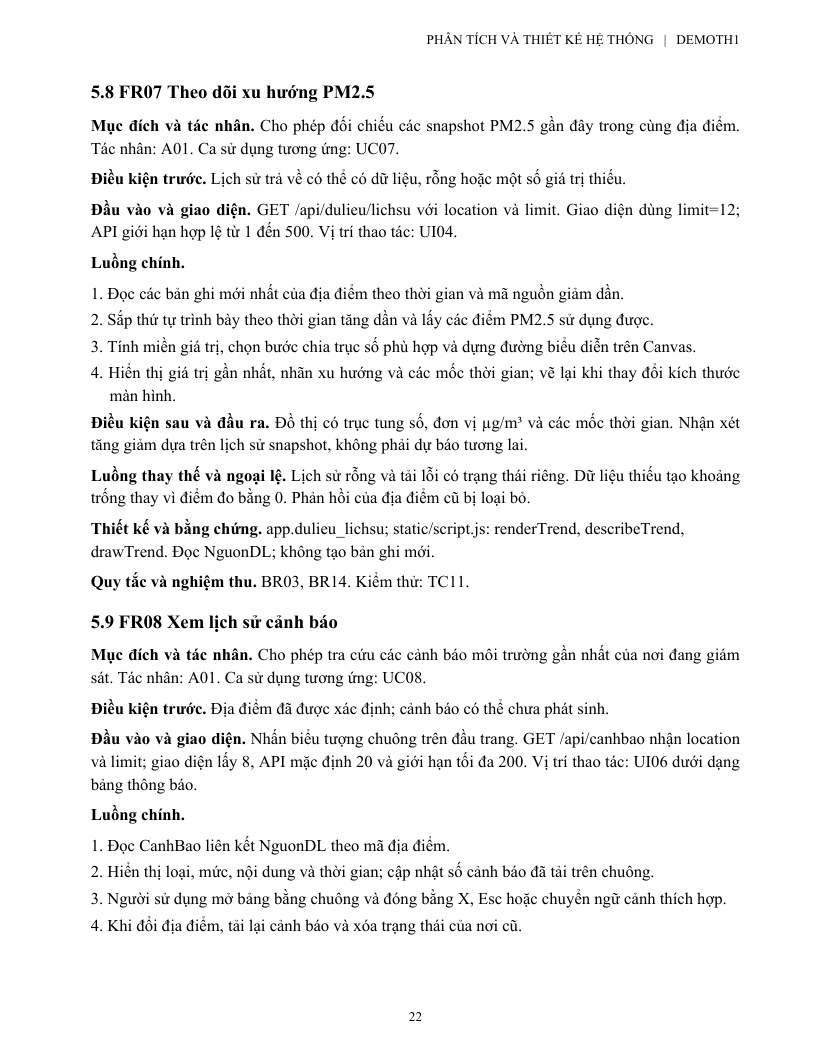 PHÂN TÍCH VÀ THIẾT KẾ HỆ THỐNG | DEMOTH1
5.8 FR07 Theo dõi xu hướng PM2.5
Mục đích và tác nhân. Cho phép đối chiếu các snapshot PM2.5 gần đây trong cùng địa điểm.
Tác nhân: A01. Ca sử dụng tương ứng: UC07.
Điều kiện trước. Lịch sử trả về có thể có dữ liệu, rỗng hoặc một số giá trị thiếu.
Đầu vào và giao diện. GET /api/dulieu/lichsu với location và limit. Giao diện dùng limit=12;
API giới hạn hợp lệ từ 1 đến 500. Vị trí thao tác: UI04.
Luồng chính.
1. Đọc các bản ghi mới nhất của địa điểm theo thời gian và mã nguồn giảm dần.
2. Sắp thứ tự trình bày theo thời gian tăng dần và lấy các điểm PM2.5 sử dụng được.
3. Tính miền giá trị, chọn bước chia trục số phù hợp và dựng đường biểu diễn trên Canvas.
4. Hiển thị giá trị gần nhất, nhãn xu hướng và các mốc thời gian; vẽ lại khi thay đổi kích thước
màn hình.
Điều kiện sau và đầu ra. Đồ thị có trục tung số, đơn vị µg/m³ và các mốc thời gian. Nhận xét
tăng giảm dựa trên lịch sử snapshot, không phải dự báo tương lai.
Luồng thay thế và ngoại lệ. Lịch sử rỗng và tải lỗi có trạng thái riêng. Dữ liệu thiếu tạo khoảng
trống thay vì điểm đo bằng 0. Phản hồi của địa điểm cũ bị loại bỏ.
Thiết kế và bằng chứng. app.dulieu_lichsu; static/script.js: renderTrend, describeTrend,
drawTrend. Đọc NguonDL; không tạo bản ghi mới.
Quy tắc và nghiệm thu. BR03, BR14. Kiểm thử: TC11.
5.9 FR08 Xem lịch sử cảnh báo
Mục đích và tác nhân. Cho phép tra cứu các cảnh báo môi trường gần nhất của nơi đang giám
sát. Tác nhân: A01. Ca sử dụng tương ứng: UC08.
Điều kiện trước. Địa điểm đã được xác định; cảnh báo có thể chưa phát sinh.
Đầu vào và giao diện. Nhấn biểu tượng chuông trên đầu trang. GET /api/canhbao nhận location
và limit; giao diện lấy 8, API mặc định 20 và giới hạn tối đa 200. Vị trí thao tác: UI06 dưới dạng
bảng thông báo.
Luồng chính.
1. Đọc CanhBao liên kết NguonDL theo mã địa điểm.
2. Hiển thị loại, mức, nội dung và thời gian; cập nhật số cảnh báo đã tải trên chuông.
3. Người sử dụng mở bảng bằng chuông và đóng bằng X, Esc hoặc chuyển ngữ cảnh thích hợp.
4. Khi đổi địa điểm, tải lại cảnh báo và xóa trạng thái của nơi cũ.
22